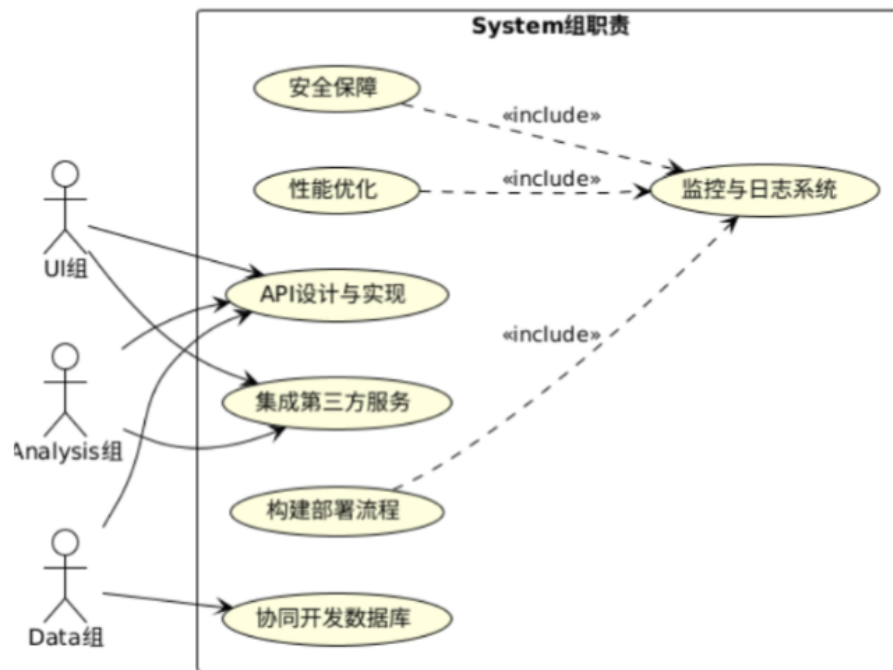 System组职责
安全保障
«include»
性能优化
«include»
监控与日志系统
UI组
API设计与实现
«include»
Analysis组
集成第三方服务
构建部署流程
Data组
协同开发数据库